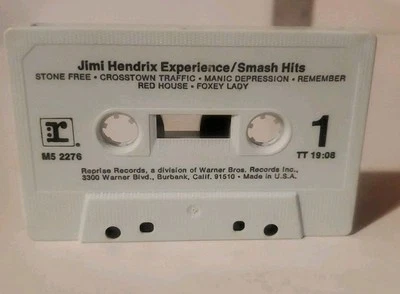 Jimi Hendrix Experience/Smash Hits
STONE FREE • CROSSTOWN TRAFFIC • MANIC DEPRESSION • REMEMBER
RED HOUSE • FOXEY LADY
r:
1
M5 2276
TT 19:08
Reprise Records, a division of Warner Bros. Records Inc.,
3300 Warner Blvd., Burbank, Calif. 91510 • Made in U.S.A.